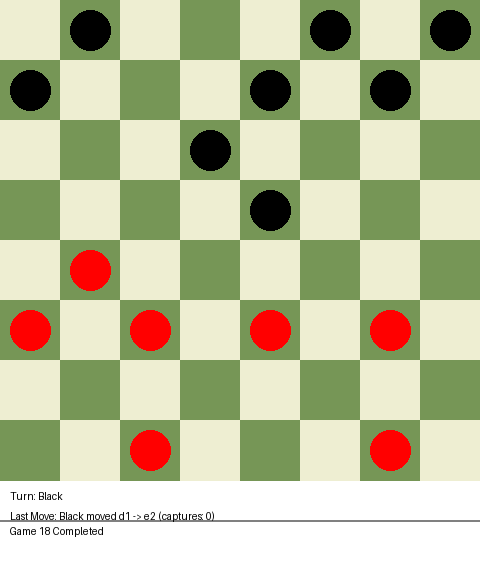 Turn: Black
Last Move: Black moved d1 -> e2 (captures: 0)
Game 18 Completed